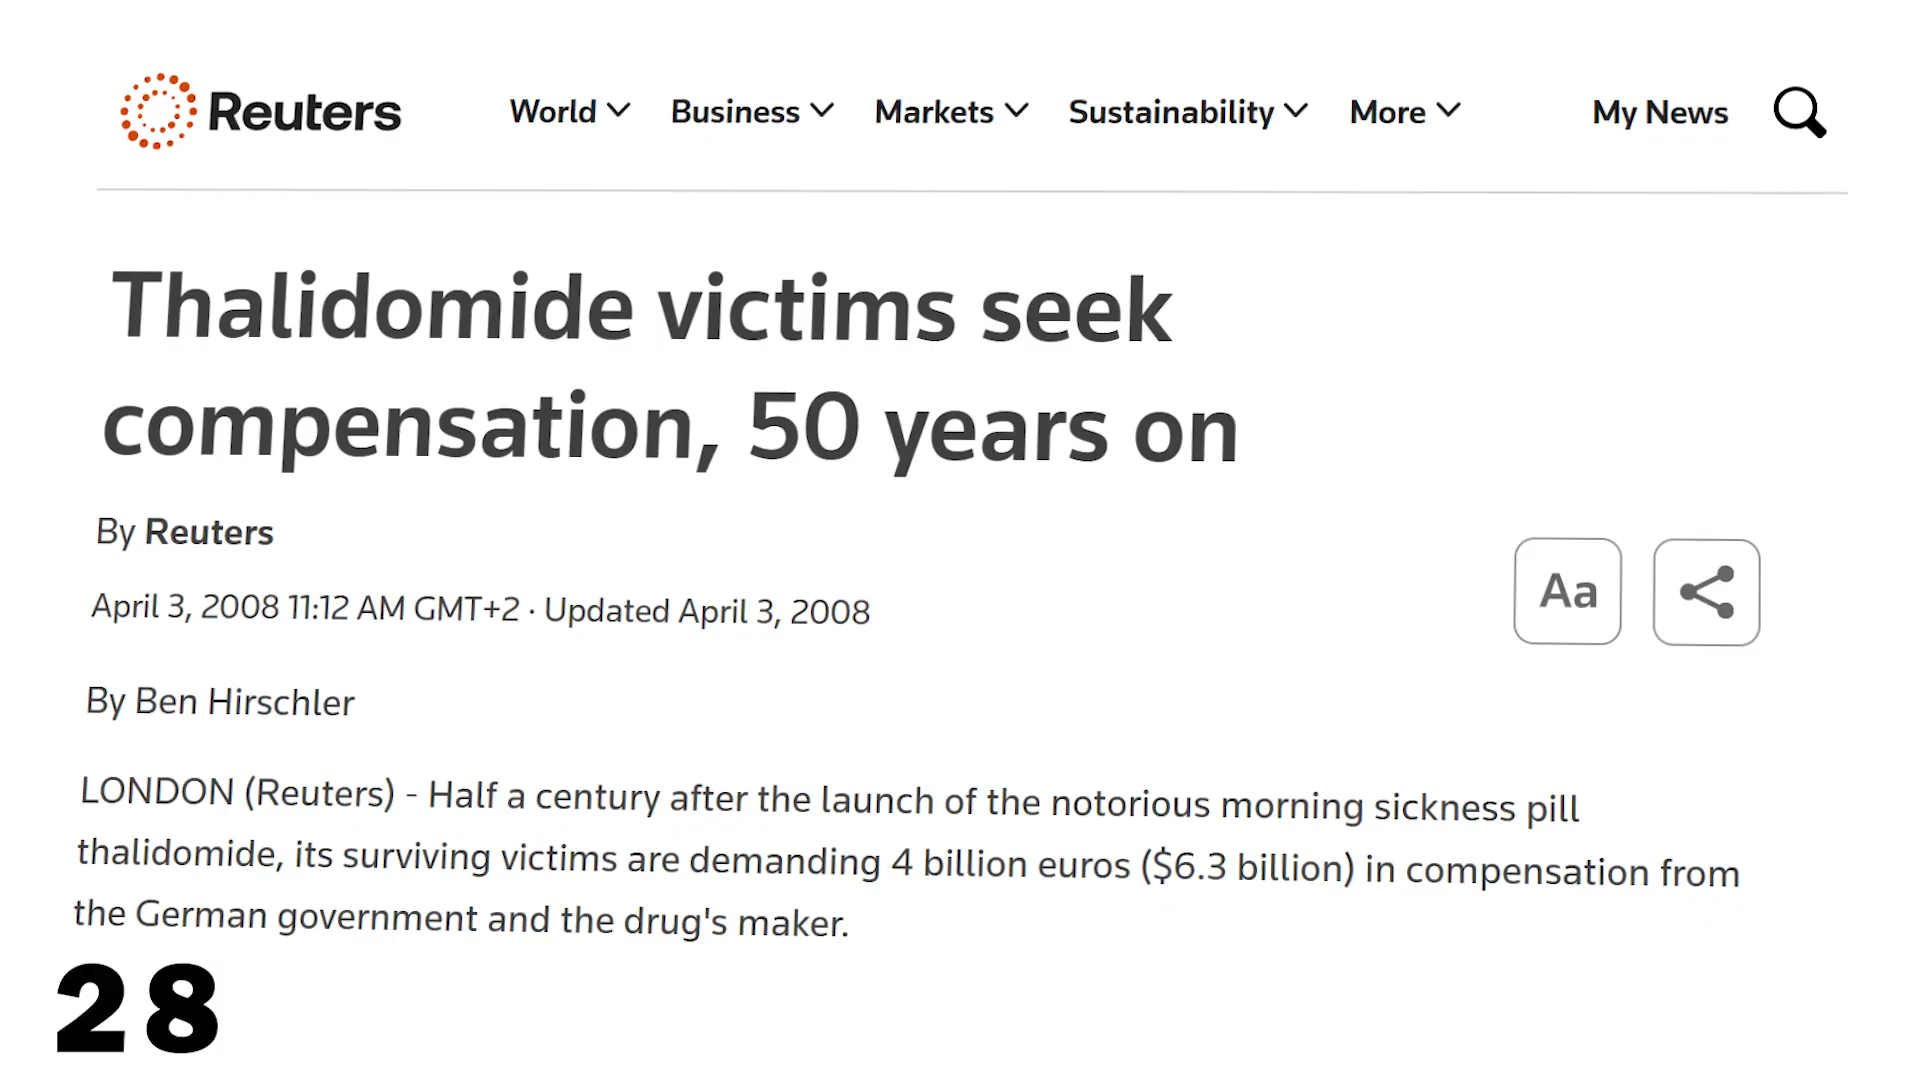 Reuters World Business Markets Sustainability More My News
Thalidomide victims seek
compensation, 50 years on
By Reuters
April 3, 2008 11:12 AM GMT+2 · Updated April 3, 2008
Aa
By Ben Hirschler
LONDON (Reuters) - Half a century after the launch of the notorious morning sickness pill
thalidomide, its surviving victims are demanding 4 billion euros ($6.3 billion) in compensation from
the German government and the drug's maker.
28